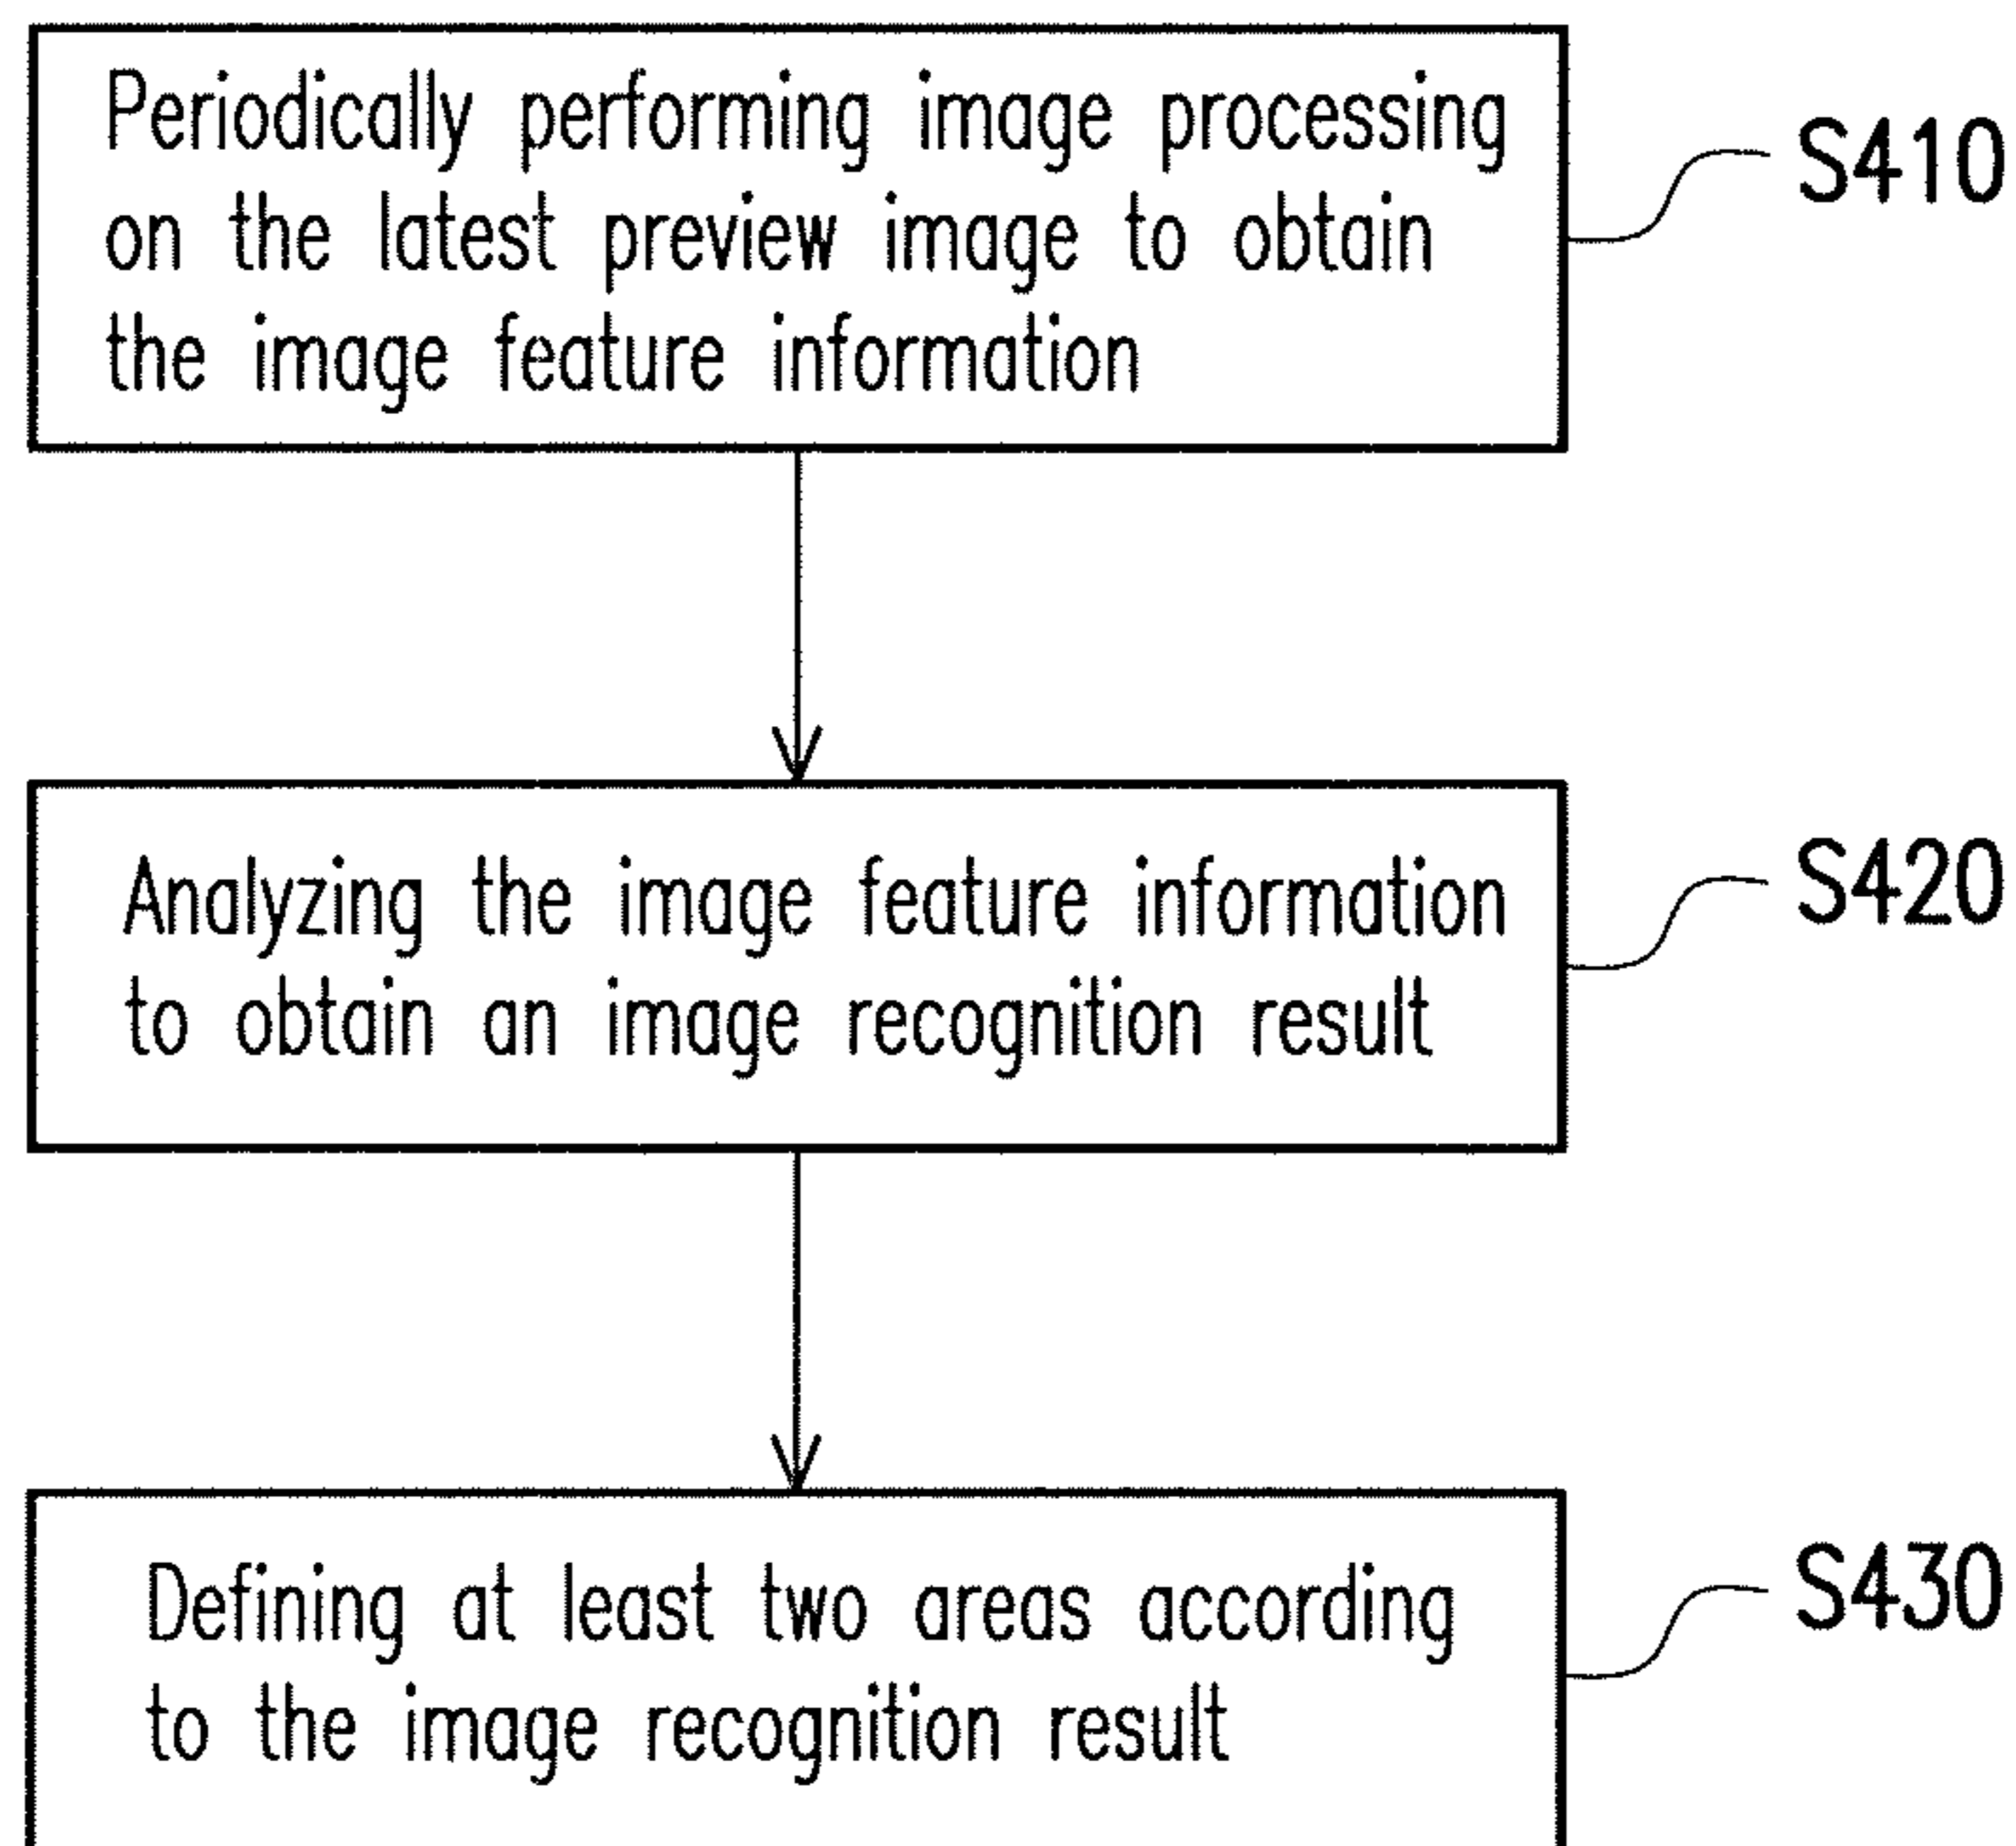 Periodically performing image processing
on the latest preview image to obtain
the image feature information
S410
Analyzing the image feature information
to obtain an image recognition result
S420
Defining at least two areas according
to the image recognition result
S430